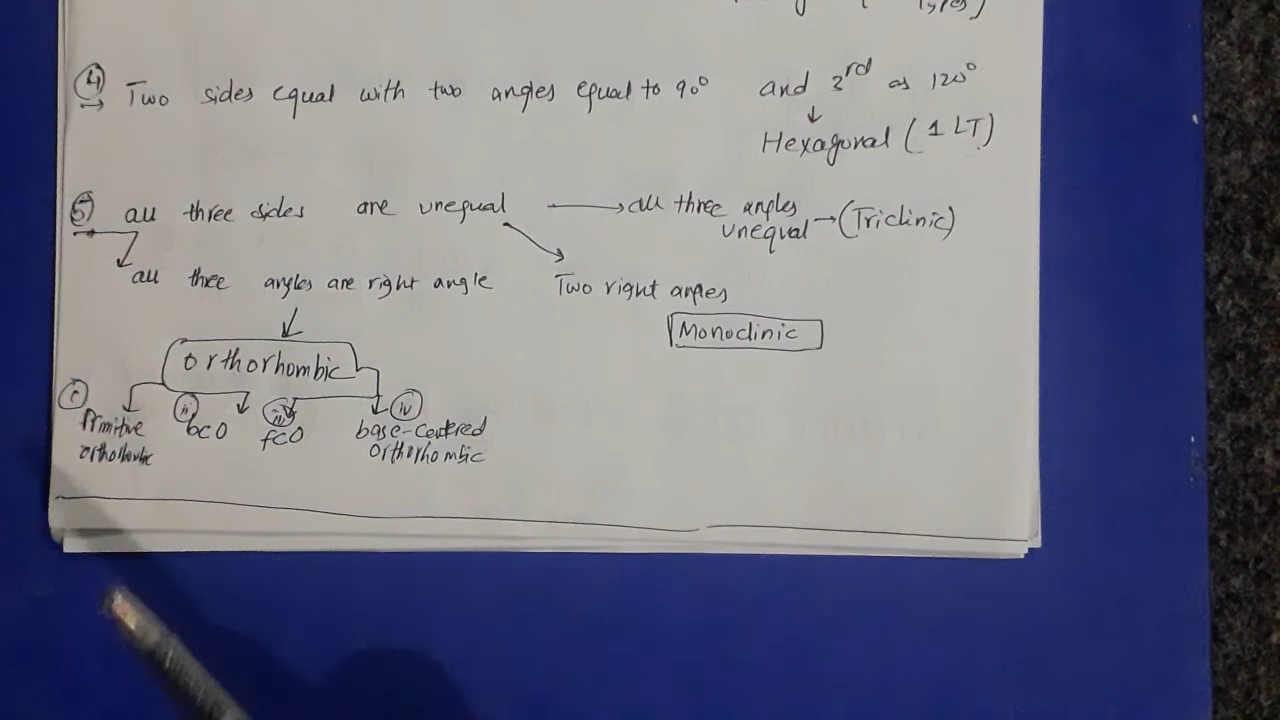 types)
4) Two sides equal with two angles equal to 90° and 3rd as 120°
Hexagonal (1 LT)
5) all three sides are unequal → all three angles
unequal → (Triclinic)
all three angles are right angle
Two right angles
Monoclinic
orthorhombic
i ii iii iv
Primitive
orthorhombic
bco
fco
base-centred
orthorhombic